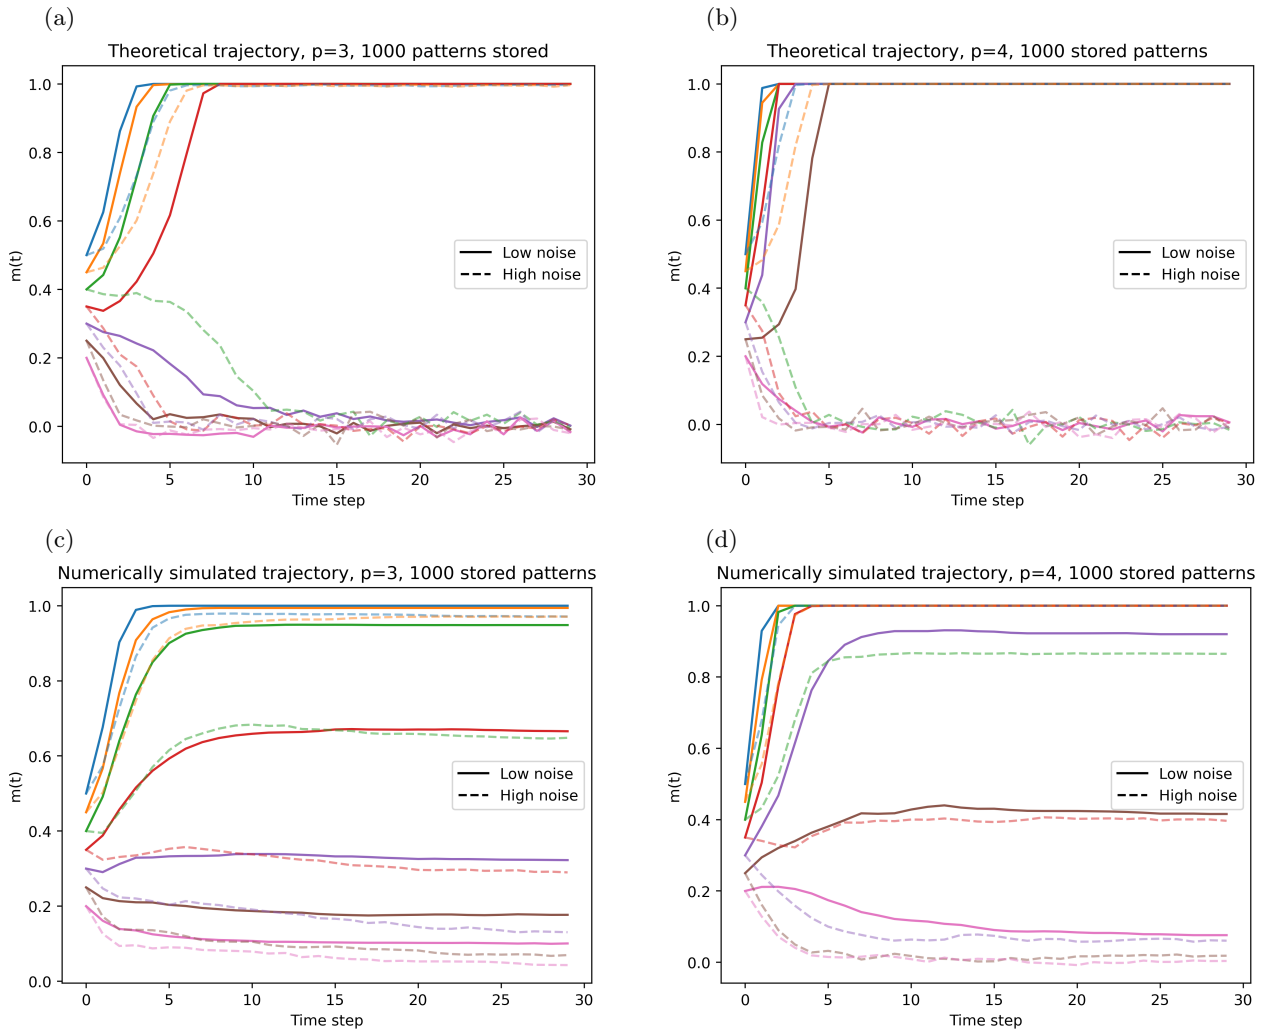 (a)
Theoretical trajectory, p=3, 1000 patterns stored
1.0
0.8
0.6
0.4
0.2
0.0
m(t)
Low noise
High noise
0 5 10 15 20 25 30
Time step
(b)
Theoretical trajectory, p=4, 1000 stored patterns
1.0
0.8
0.6
0.4
0.2
0.0
m(t)
Low noise
High noise
0 5 10 15 20 25 30
Time step
(c)
Numerically simulated trajectory, p=3, 1000 stored patterns
1.0
0.8
0.6
0.4
0.2
0.0
m(t)
Low noise
High noise
0 5 10 15 20 25 30
Time step
(d)
Numerically simulated trajectory, p=4, 1000 stored patterns
1.0
0.8
0.6
0.4
0.2
0.0
m(t)
Low noise
High noise
0 5 10 15 20 25 30
Time step